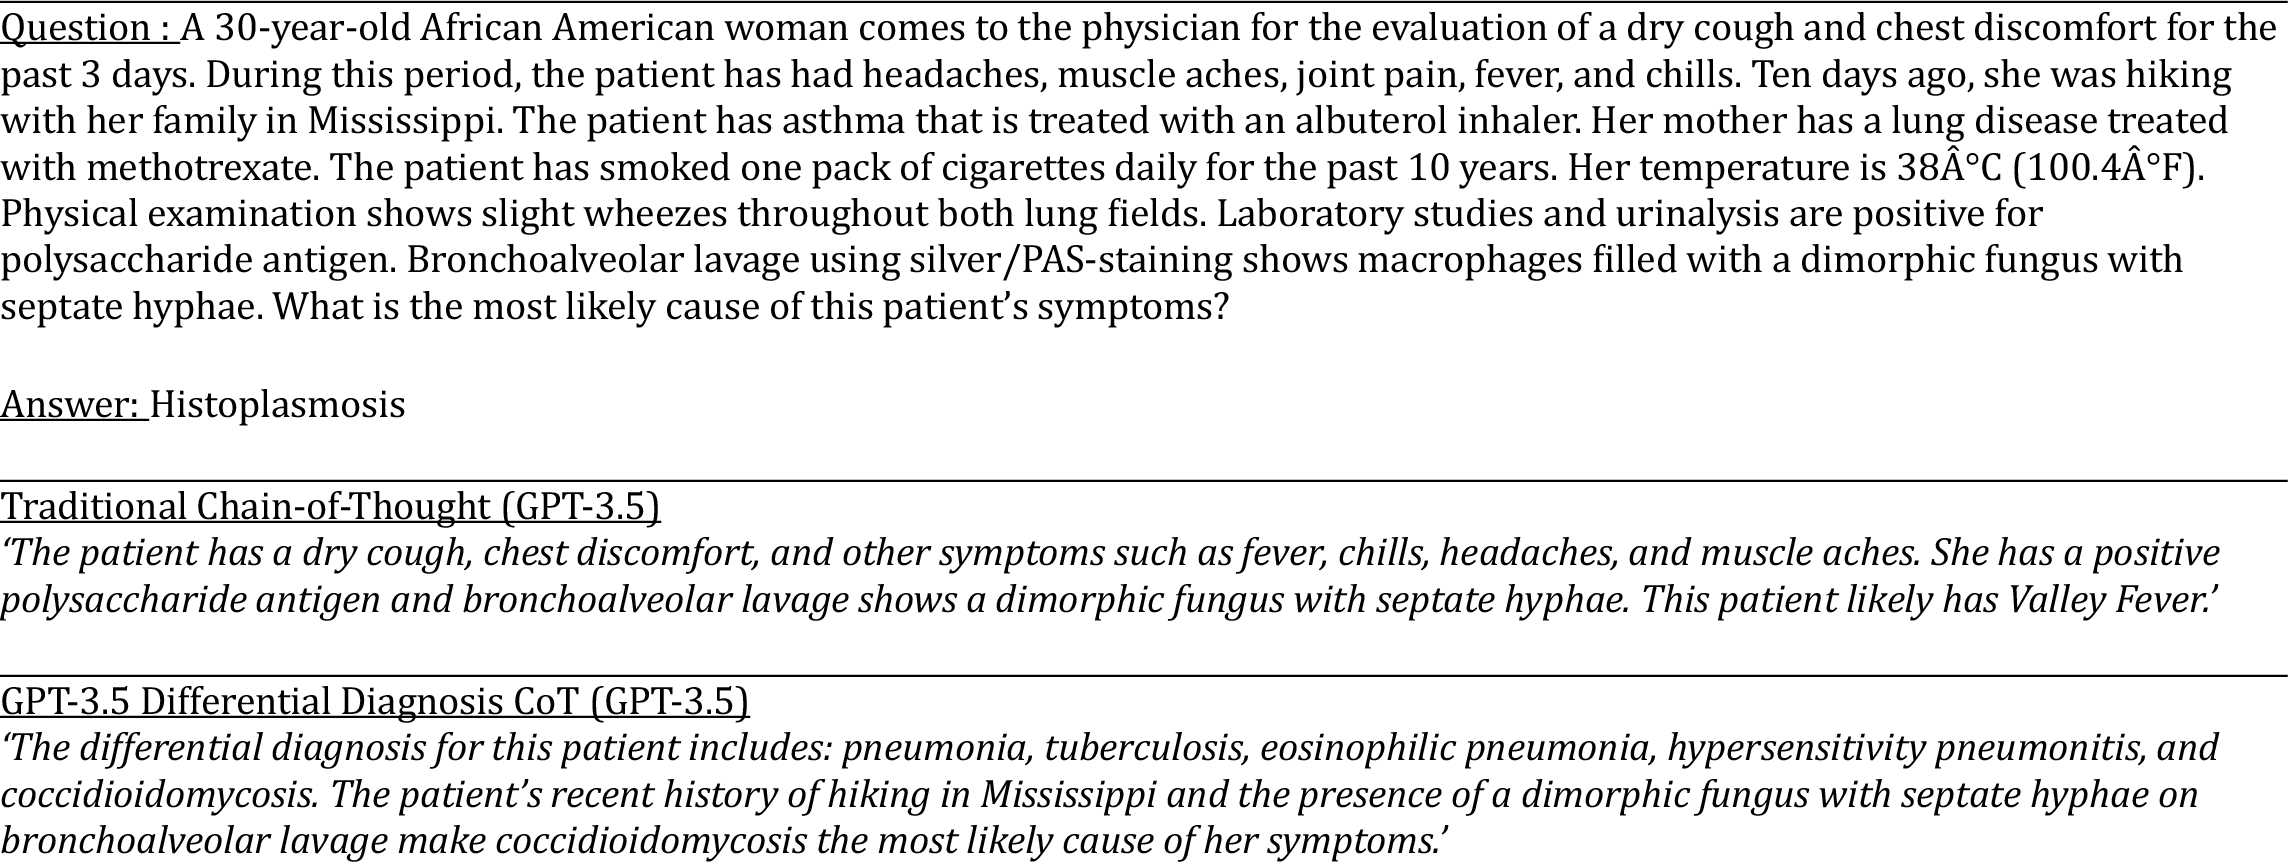 Question : A 30-year-old African American woman comes to the physician for the evaluation of a dry cough and chest discomfort for the
past 3 days. During this period, the patient has had headaches, muscle aches, joint pain, fever, and chills. Ten days ago, she was hiking
with her family in Mississippi. The patient has asthma that is treated with an albuterol inhaler. Her mother has a lung disease treated
with methotrexate. The patient has smoked one pack of cigarettes daily for the past 10 years. Her temperature is 38Â°C (100.4Â°F).
Physical examination shows slight wheezes throughout both lung fields. Laboratory studies and urinalysis are positive for
polysaccharide antigen. Bronchoalveolar lavage using silver/PAS-staining shows macrophages filled with a dimorphic fungus with
septate hyphae. What is the most likely cause of this patient’s symptoms?
Answer: Histoplasmosis
Traditional Chain-of-Thought (GPT-3.5)
‘The patient has a dry cough, chest discomfort, and other symptoms such as fever, chills, headaches, and muscle aches. She has a positive
polysaccharide antigen and bronchoalveolar lavage shows a dimorphic fungus with septate hyphae. This patient likely has Valley Fever.’
GPT-3.5 Differential Diagnosis CoT (GPT-3.5)
‘The differential diagnosis for this patient includes: pneumonia, tuberculosis, eosinophilic pneumonia, hypersensitivity pneumonitis, and
coccidioidomycosis. The patient’s recent history of hiking in Mississippi and the presence of a dimorphic fungus with septate hyphae on
bronchoalveolar lavage make coccidioidomycosis the most likely cause of her symptoms.’